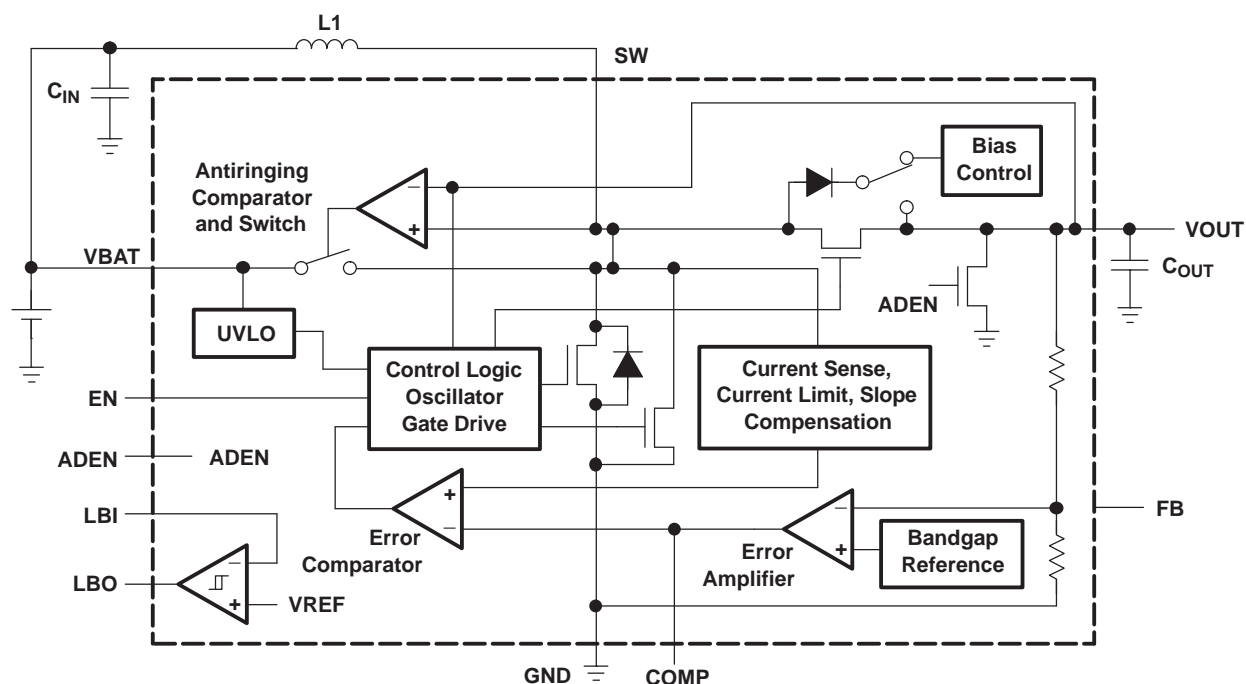 L1
SW
C_IN
Antiringing
Comparator
and Switch
−
+
Bias
Control
VBAT
VOUT
C_OUT
ADEN
UVLO
Control Logic
Oscillator
Gate Drive
Current Sense,
Current Limit, Slope
Compensation
EN
ADEN
ADEN
LBI
LBO
−
+
VREF
+
−
Error
Comparator
−
+
Error
Amplifier
Bandgap
Reference
FB
GND
COMP